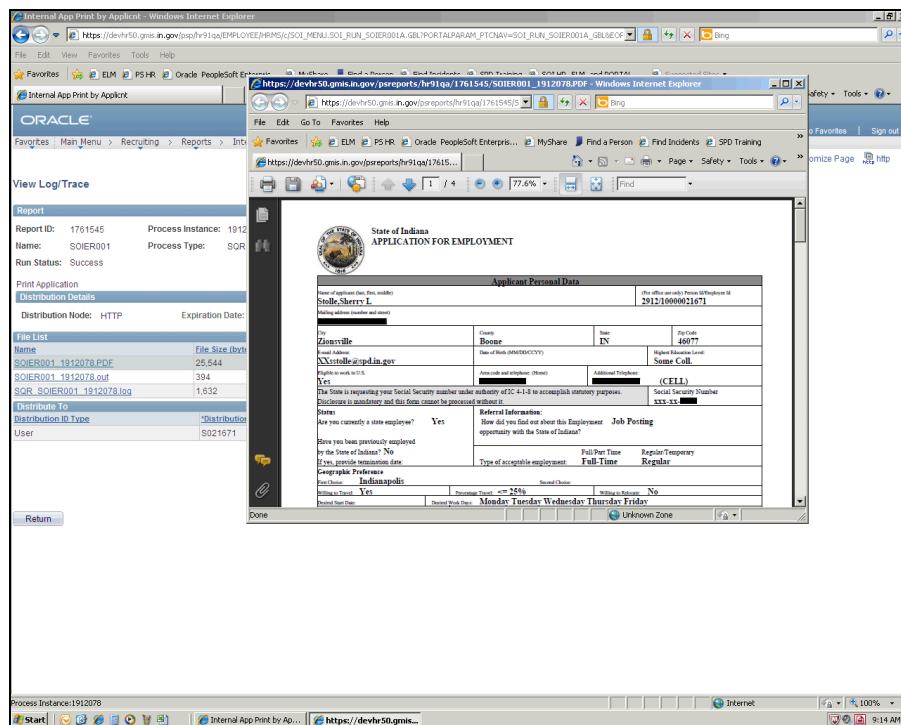 Internal App Print by Applicnt - Windows Internet Explorer
https://devhr50.gmis.in.gov/psp/hr91qa/EMPLOYEE/HRMS/c/SOI_MENU.SOI_RUN_SOIER001A.GBL?PORTALPARAM_PTCNAV=SOI_RUN_SOIER001A_GBL&EOF
Bing
File Edit View Favorites Tools Help
Favorites ELM PS HR Oracle PeopleSoft
Internal App Print by Applicnt
Safety Tools
ORACLE
Favorites Main Menu > Recruiting > Reports >
Favorites Sign out
omize Page http
View Log/Trace
Report
Report ID: 1761545 Process Instance: 1912
Name: SOIER001 Process Type: SQR
Run Status: Success
Print Application
Distribution Details
Distribution Node: HTTP Expiration Date:
File List
Name File Size (byte
SOIER001_1912078.PDF 25,544
SOIER001_1912078.out 394
SQR_SOIER001_1912078.log 1,632
Distribute To
Distribution ID Type *Distribution
User S021671
Return
https://devhr50.gmis.in.gov/psreports/hr91qa/1761545/SOIER001_1912078.PDF - Windows Internet Explorer
https://devhr50.gmis.in.gov/psreports/hr91qa/1761545/S
Bing
File Edit Go To Favorites Help
Favorites ELM PS HR Oracle PeopleSoft Enterpris... MyShare Find a Person Find Incidents SPD Training
https://devhr50.gmis.in.gov/psreports/hr91qa/17615...
Page Safety Tools
1 / 4 77.6% Find
State of Indiana
APPLICATION FOR EMPLOYMENT
Applicant Personal Data
Name of applicant (last, first, middle) (For office use only) Person Id/Employee Id
Stolle,Sherry L 2912/10000021671
Mailing address (number and street)
City County State Zip Code
Zionsville Boone IN 46077
E-mail Address: Date of Birth (MM/DD/CCYY) Highest Education Level:
XXsstolle@spd.in.gov Some Coll.
Eligible to work in U.S. Area code and telephone: (Home) Additional Telephone:
Yes (CELL)
The State is requesting your Social Security number under authority of IC 4-1-8 to accomplish statutory purposes. Social Security Number
Disclosure is mandatory and this form cannot be processed without it. xxx-xx-
Status Referral Information:
Are you currently a state employee? Yes How did you find out about this Employment Job Posting
opportunity with the State of Indiana?
Have you been previously employed
by the State of Indiana? No Full/Part Time Regular/Temporary
If yes, provide termination date: Type of acceptable employment: Full-Time Regular
Geographic Preference
First Choice: Indianapolis Second Choice:
Willing to Travel: Yes Percentage Travel: <= 25% Willing to Relocate: No
Desired Start Date: Desired Work Days: Monday Tuesday Wednesday Thursday Friday
Done Unknown Zone
Process Instance:1912078 Internet 100%
Start Internal App Print by Ap... https://devhr50.gmis... 9:14 AM